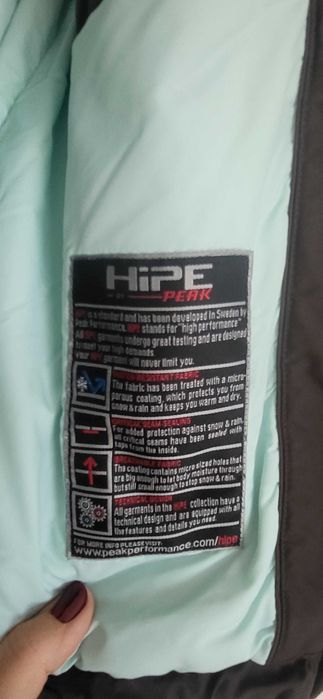 HiPE
BY PEAK
HiPE is a standard and has been developed in Sweden by
Peak Performance. HiPE stands for "high performance"
All HiPE garments undergo great testing and are designed
to meet your high demands.
Your HiPE garment will never limit you.
WATER RESISTANT FABRIC
The fabric has been treated with a micro
porous coating, which protects you from
snow & rain and keeps you warm and dry.
CRITICAL SEAM SEALING
For added protection against snow & rain,
all critical seams have been sealed with
tape from the inside.
BREATHABLE FABRIC
The coating contains micro sized holes that
are big enough to let body moisture through
but still small enough to stop snow & rain.
TECHNICAL DESIGN
All garments in the HiPE collection have a
technical design and are equipped with all
the features and details you need.
FOR MORE INFO PLEASE VISIT:
www.peakperformance.com/hipe